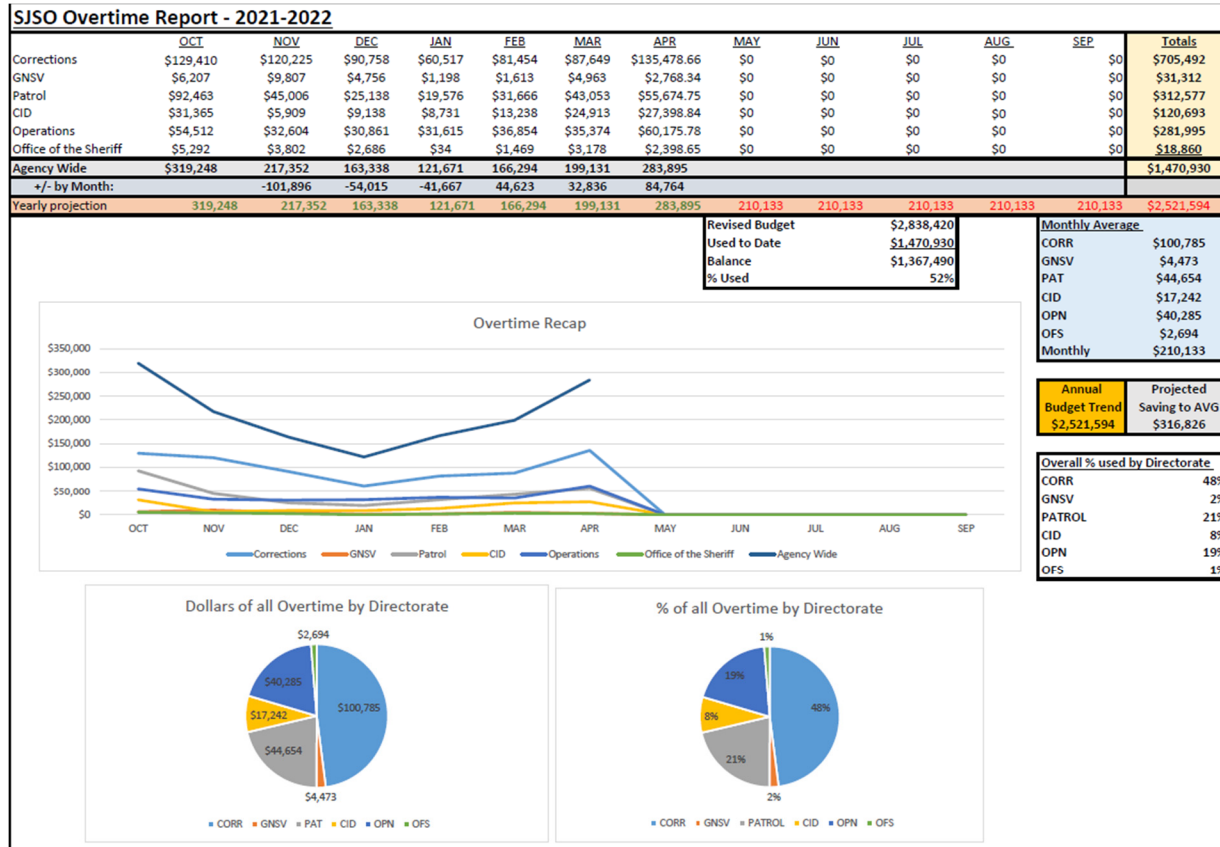 SJSO Overtime Report - 2021-2022
OCT NOV DEC JAN FEB MAR APR MAY JUN JUL AUG SEP Totals
Corrections $129,410 $120,225 $90,758 $60,517 $81,454 $87,649 $135,478.66 $0 $0 $0 $0 $0 $705,492
GNSV $6,207 $9,807 $4,756 $1,198 $1,613 $4,963 $2,768.34 $0 $0 $0 $0 $0 $31,312
Patrol $92,463 $45,006 $25,138 $19,576 $31,666 $43,053 $55,674.75 $0 $0 $0 $0 $0 $312,577
CID $31,365 $5,909 $9,138 $8,731 $13,238 $24,913 $27,398.84 $0 $0 $0 $0 $0 $120,693
Operations $54,512 $32,604 $30,861 $31,615 $36,854 $35,374 $60,175.78 $0 $0 $0 $0 $0 $281,995
Office of the Sheriff $5,292 $3,802 $2,686 $34 $1,469 $3,178 $2,398.65 $0 $0 $0 $0 $0 $18,860
Agency Wide $319,248 217,352 163,338 121,671 166,294 199,131 283,895 $1,470,930
+/- by Month: -101,896 -54,015 -41,667 44,623 32,836 84,764
Yearly projection 319,248 217,352 163,338 121,671 166,294 199,131 283,895 210,133 210,133 210,133 210,133 210,133 $2,521,594
Revised Budget $2,838,420
Used to Date $1,470,930
Balance $1,367,490
% Used 52%
Monthly Average
CORR $100,785
GNSV $4,473
PAT $44,654
CID $17,242
OPN $40,285
OFS $2,694
Monthly $210,133
Annual Projected
Budget Trend Saving to AVG
$2,521,594 $316,826
Overall % used by Directorate
CORR 48%
GNSV 2%
PATROL 21%
CID 8%
OPN 19%
OFS 1%
Overtime Recap
$350,000
$300,000
$250,000
$200,000
$150,000
$100,000
$50,000
$0
OCT NOV DEC JAN FEB MAR APR MAY JUN JUL AUG SEP
Corrections GNSV Patrol CID Operations Office of the Sheriff Agency Wide
Dollars of all Overtime by Directorate
$2,694
$40,285
$100,785
$17,242
$44,654
$4,473
CORR GNSV PAT CID OPN OFS
% of all Overtime by Directorate
1%
19%
48%
8%
21%
2%
CORR GNSV PATROL CID OPN OFS